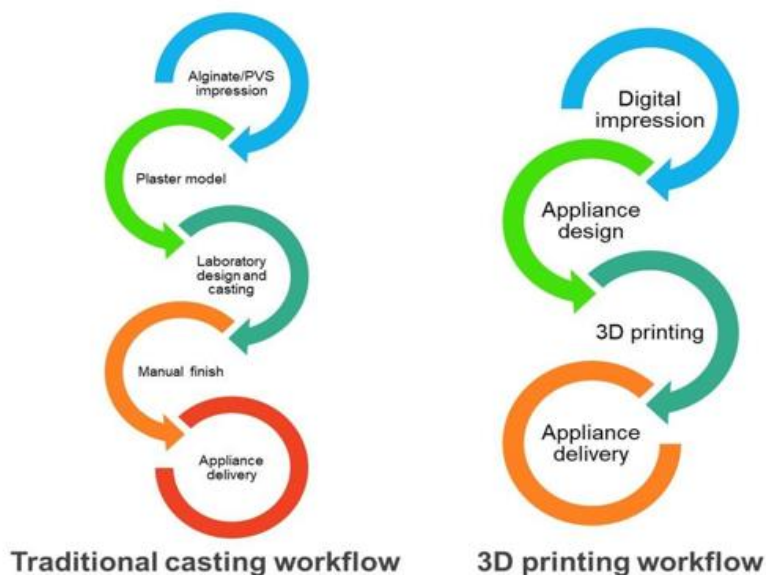 Alginate/PVS
impression
Plaster model
Laboratory
design and
casting
Manual finish
Appliance
delivery
Traditional casting workflow
Digital
impression
Appliance
design
3D printing
Appliance
delivery
3D printing workflow